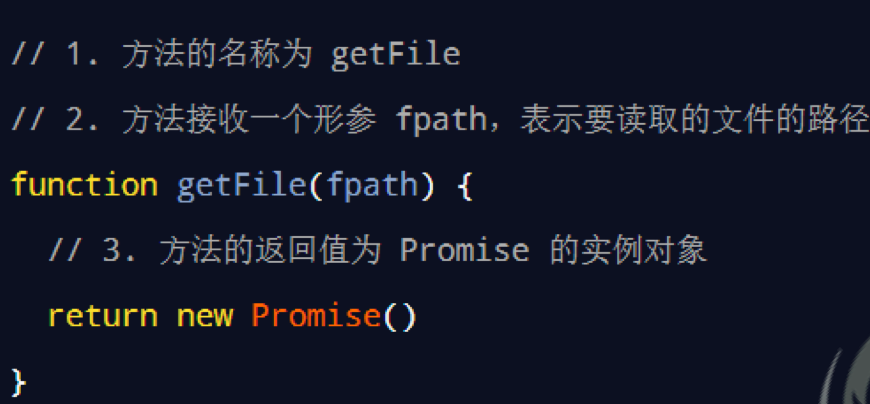 // 1. 方法的名称为 getFile
// 2. 方法接收一个形参 fpath，表示要读取的文件的路径
function getFile(fpath) {
  // 3. 方法的返回值为 Promise 的实例对象
  return new Promise()
}